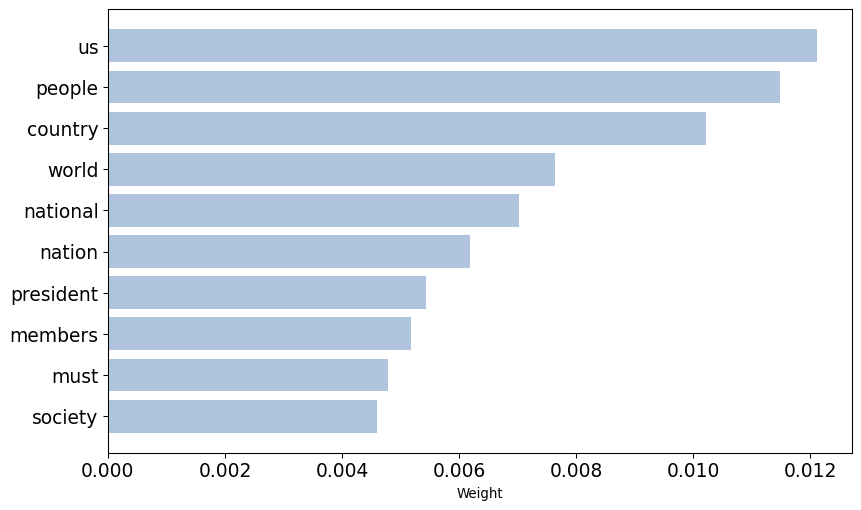 us
people
country
world
national
nation
president
members
must
society
0.000 0.002 0.004 0.006 0.008 0.010 0.012
Weight